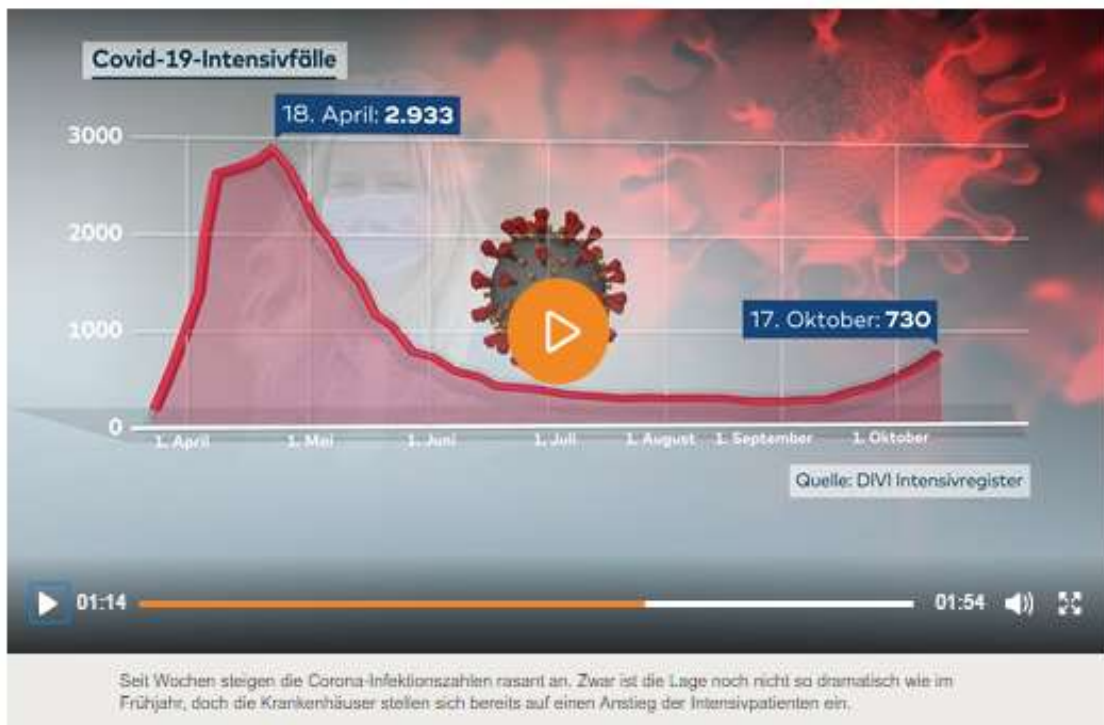 Covid-19-Intensivfälle
18. April: 2.933
3000
2000
1000
17. Oktober: 730
0
1. April 1. Mai 1. Juni 1. Juli 1. August 1. September 1. Oktober
Quelle: DIVI Intensivregister
01:14 01:54
Seit Wochen steigen die Corona-Infektionszahlen rasant an. Zwar ist die Lage noch nicht so dramatisch wie im
Frühjahr, doch die Krankenhäuser stellen sich bereits auf einen Anstieg der Intensivpatienten ein.